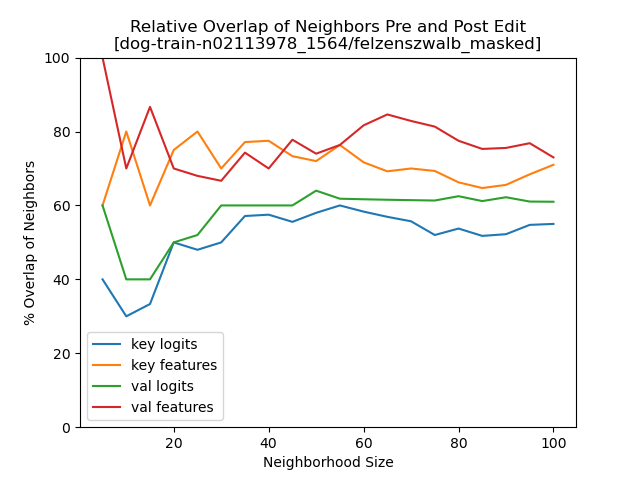 Relative Overlap of Neighbors Pre and Post Edit
[dog-train-n02113978_1564/felzenszwalb_masked]
100
80
60
40
20
0
% Overlap of Neighbors
key logits
key features
val logits
val features
20 40 60 80 100
Neighborhood Size